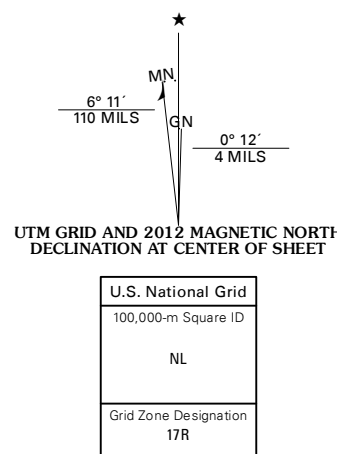 ★
MN.
6° 11´
110 MILS
GN
0° 12´
4 MILS
UTM GRID AND 2012 MAGNETIC NORTH
DECLINATION AT CENTER OF SHEET
U.S. National Grid
100,000-m Square ID
NL
Grid Zone Designation
17R